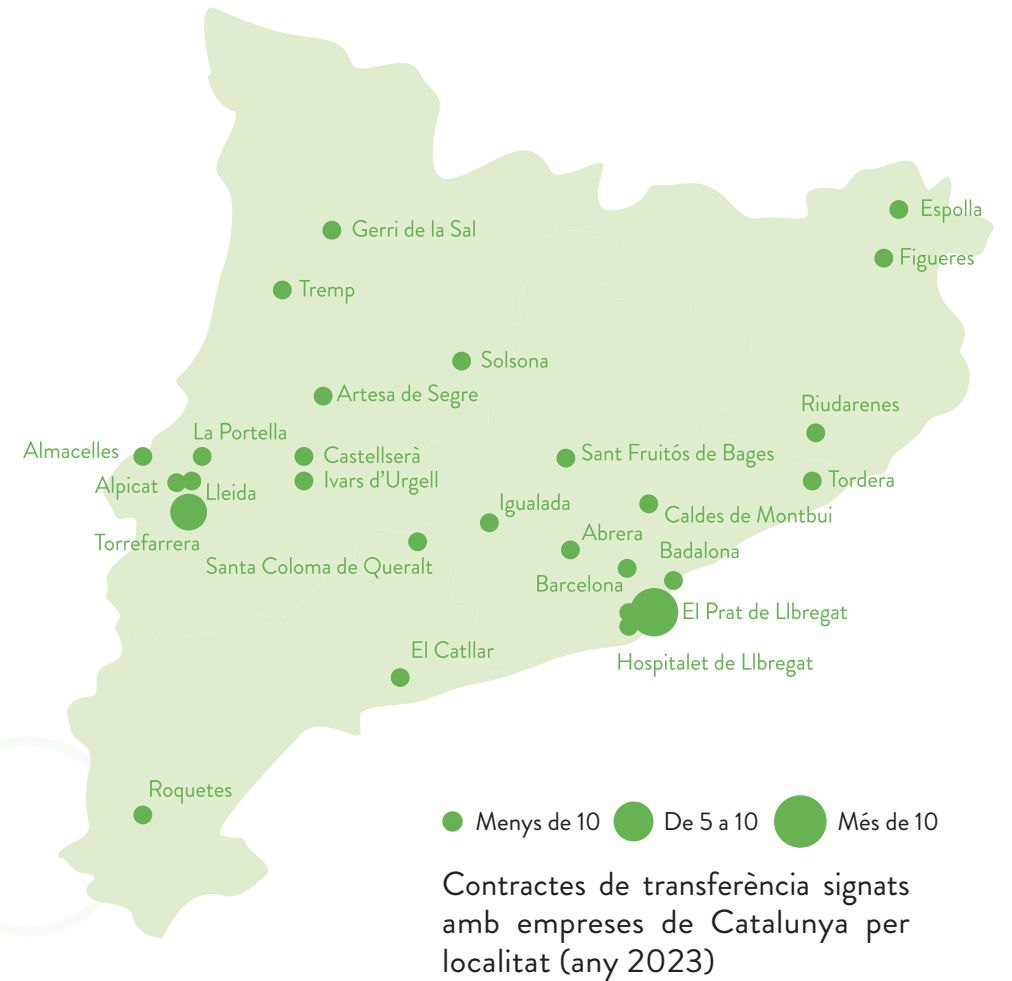 Espolla
Gerri de la Sal
Figueres
Tremp
Solsona
Artesa de Segre
Riudarenes
La Portella
Almacelles
Castellserà
Sant Fruitós de Bages
Ivars d’Urgell
Tordera
Alpicat
Lleida
Igualada
Caldes de Montbui
Abrera
Torrefarrera
Badalona
Santa Coloma de Queralt
Barcelona
El Prat de Llbregat
El Catllar
Hospitalet de Llbregat
Roquetes
Menys de 10 De 5 a 10 Més de 10
Contractes de transferència signats
amb empreses de Catalunya per
localitat (any 2023)